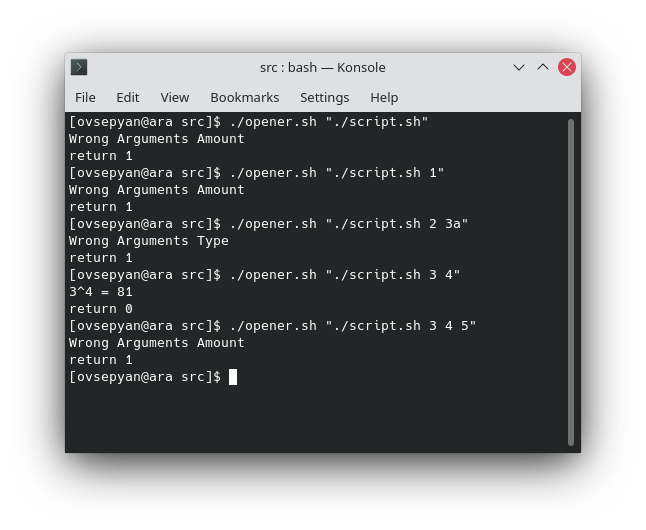 src : bash — Konsole
File Edit View Bookmarks Settings Help
[ovsepyan@ara src]$ ./opener.sh "./script.sh"
Wrong Arguments Amount
return 1
[ovsepyan@ara src]$ ./opener.sh "./script.sh 1"
Wrong Arguments Amount
return 1
[ovsepyan@ara src]$ ./opener.sh "./script.sh 2 3a"
Wrong Arguments Type
return 1
[ovsepyan@ara src]$ ./opener.sh "./script.sh 3 4"
3^4 = 81
return 0
[ovsepyan@ara src]$ ./opener.sh "./script.sh 3 4 5"
Wrong Arguments Amount
return 1
[ovsepyan@ara src]$